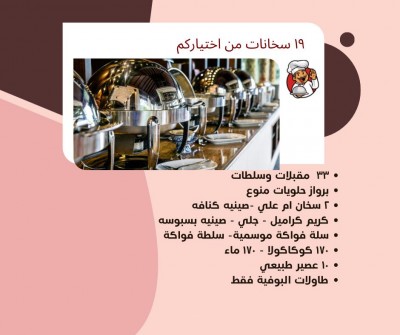 ١٩ سخانات من اختياركم
٣٣ مقبلات وسلطات
برواز حلويات منوع
٢ سخان ام علي -صينيه كنافه
كريم كراميل - جلي - صينيه بسبوسه
سلة فواكة موسمية- سلطة فواكة
١٧٠ كوكاكولا - ١٧٠ ماء
١٠ عصير طبيعي
طاولات البوفية فقط